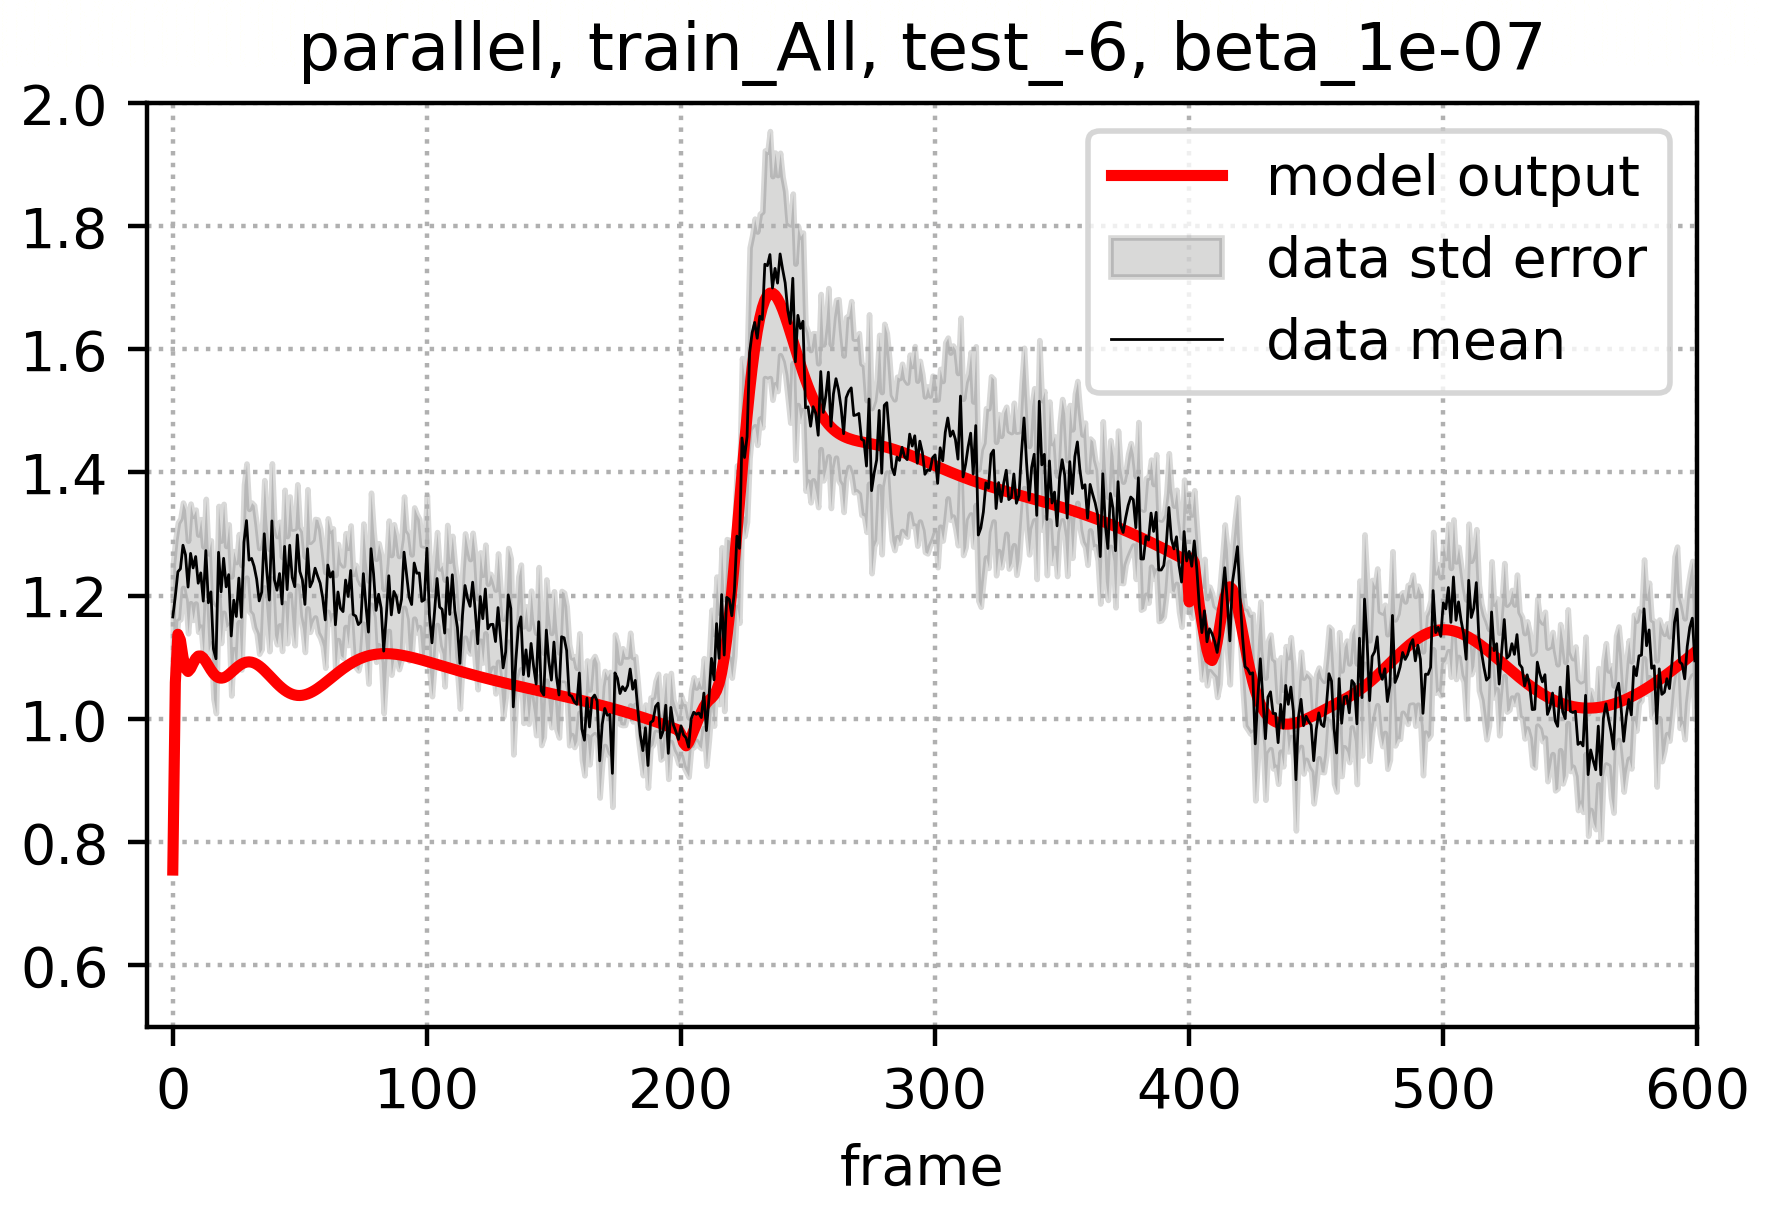 parallel, train_All, test_-6, beta_1e-07
2.0
1.8
1.6
1.4
1.2
1.0
0.8
0.6
model output
data std error
data mean
0 100 200 300 400 500 600
frame